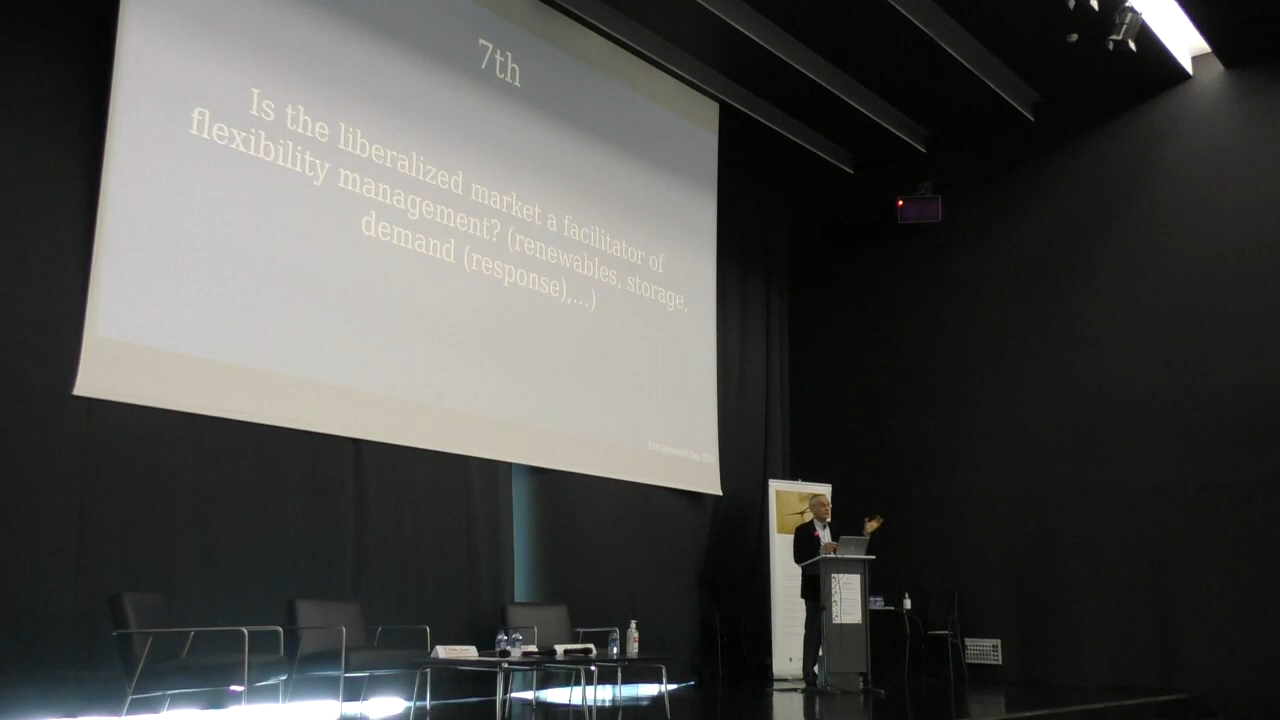 7th
Is the liberalized market a facilitator of
flexibility management? (renewables, storage,
demand (response),...)